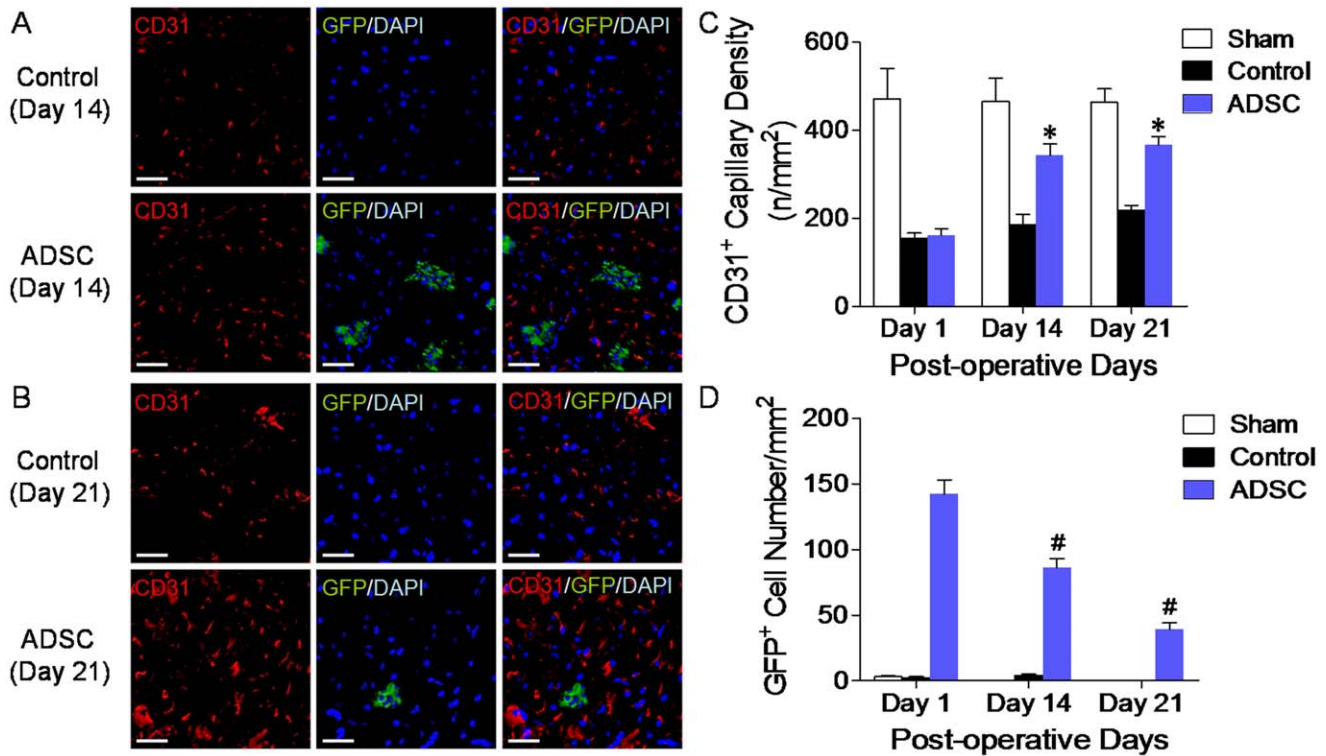 A
Control
(Day 14)
CD31
GFP/DAPI
CD31/GFP/DAPI
ADSC
(Day 14)
CD31
GFP/DAPI
CD31/GFP/DAPI
B
Control
(Day 21)
CD31
GFP/DAPI
CD31/GFP/DAPI
ADSC
(Day 21)
CD31
GFP/DAPI
CD31/GFP/DAPI
C
CD31⁺ Capillary Density
(n/mm²)
600
400
200
0
* *
Sham
Control
ADSC
Day 1 Day 14 Day 21
Post-operative Days
D
GFP⁺ Cell Number/mm²
200
150
100
50
0
# #
Sham
Control
ADSC
Day 1 Day 14 Day 21
Post-operative Days